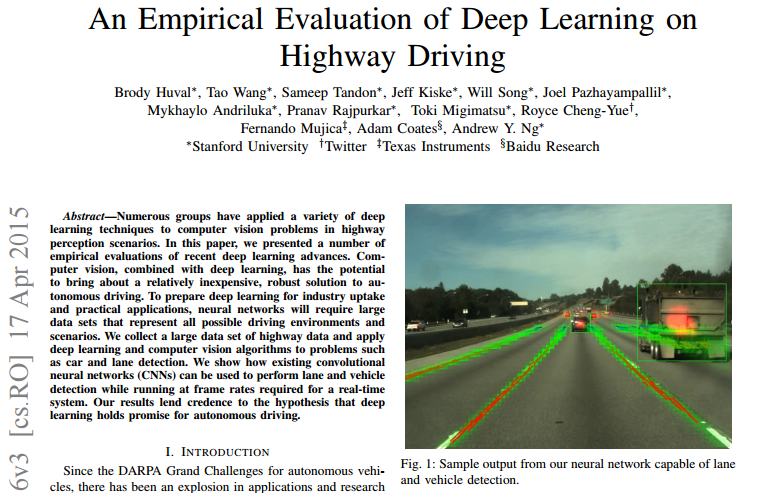 An Empirical Evaluation of Deep Learning on
Highway Driving
Brody Huval*, Tao Wang*, Sameep Tandon*, Jeff Kiske*, Will Song*, Joel Pazhayampallil*,
Mykhaylo Andriluka*, Pranav Rajpurkar*, Toki Migimatsu*, Royce Cheng-Yue†,
Fernando Mujica‡, Adam Coates§, Andrew Y. Ng*
*Stanford University †Twitter ‡Texas Instruments §Baidu Research
6v3 [cs.RO] 17 Apr 2015
Abstract—Numerous groups have applied a variety of deep
learning techniques to computer vision problems in highway
perception scenarios. In this paper, we presented a number of
empirical evaluations of recent deep learning advances. Com-
puter vision, combined with deep learning, has the potential
to bring about a relatively inexpensive, robust solution to au-
tonomous driving. To prepare deep learning for industry uptake
and practical applications, neural networks will require large
data sets that represent all possible driving environments and
scenarios. We collect a large data set of highway data and apply
deep learning and computer vision algorithms to problems such
as car and lane detection. We show how existing convolutional
neural networks (CNNs) can be used to perform lane and vehicle
detection while running at frame rates required for a real-time
system. Our results lend credence to the hypothesis that deep
learning holds promise for autonomous driving.
I. INTRODUCTION
Since the DARPA Grand Challenges for autonomous vehi-
cles, there has been an explosion in applications and research
Fig. 1: Sample output from our neural network capable of lane
and vehicle detection.